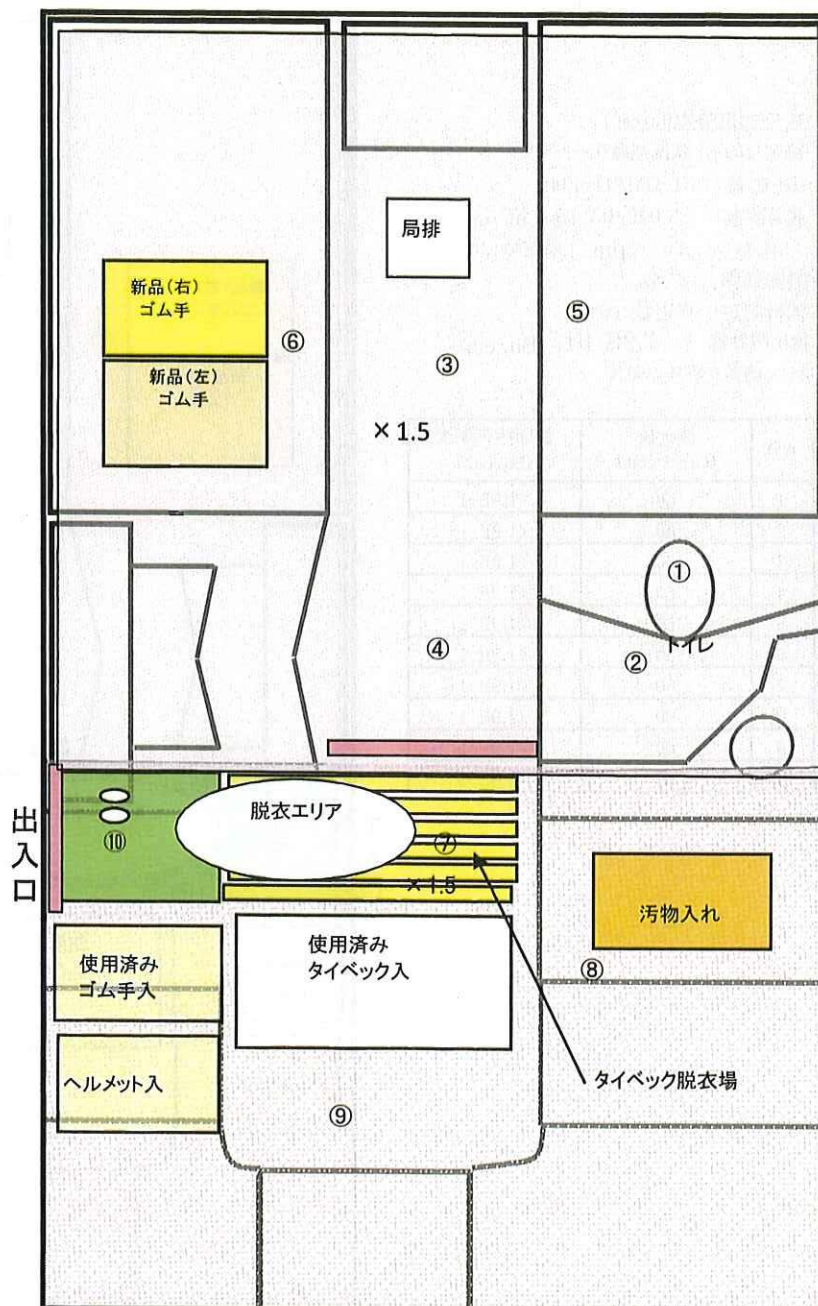 局排
新品(右)
ゴム手
⑥
⑤
新品(左)
ゴム手
③
×1.5
①
④
②
トイレ
出入口
脱衣エリア
⑩
⑦
×1.5
汚物入れ
使用済み
ゴム手入
使用済み
タイベック入
⑧
ヘルメット入
タイベック脱衣場
⑨